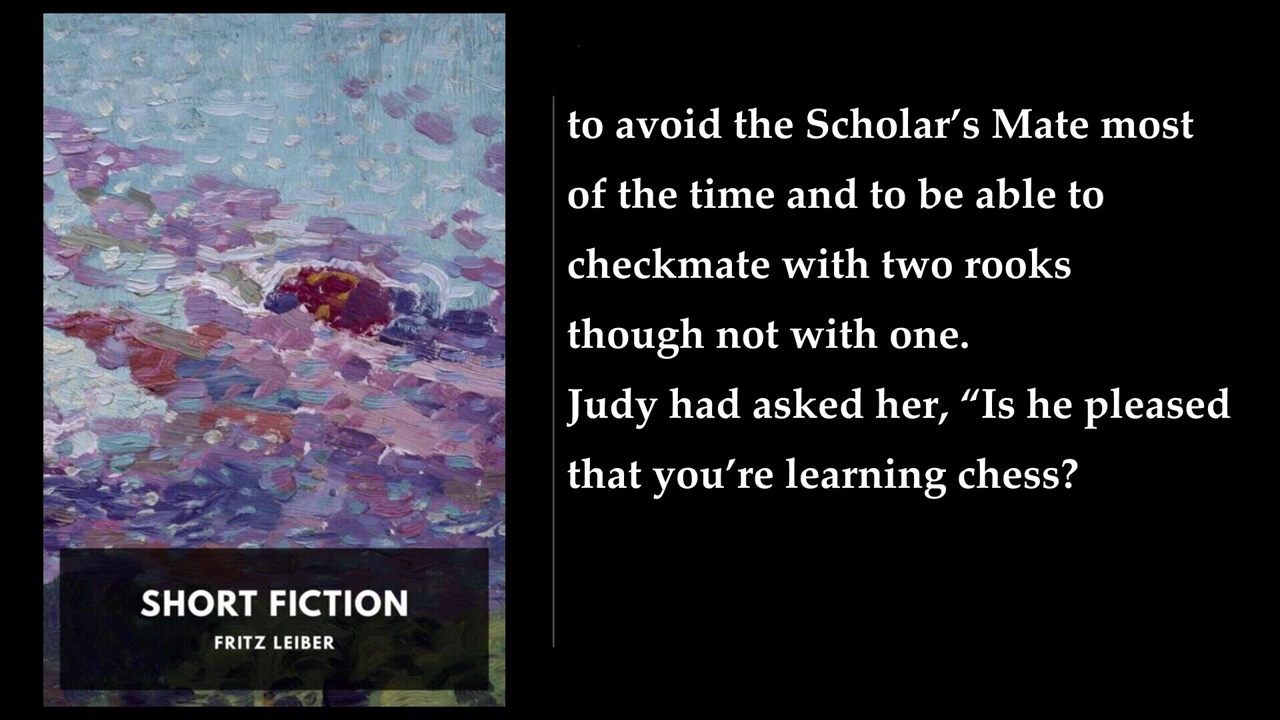 SHORT FICTION
FRITZ LEIBER
to avoid the Scholar’s Mate most
of the time and to be able to
checkmate with two rooks
though not with one.
Judy had asked her, “Is he pleased
that you’re learning chess?